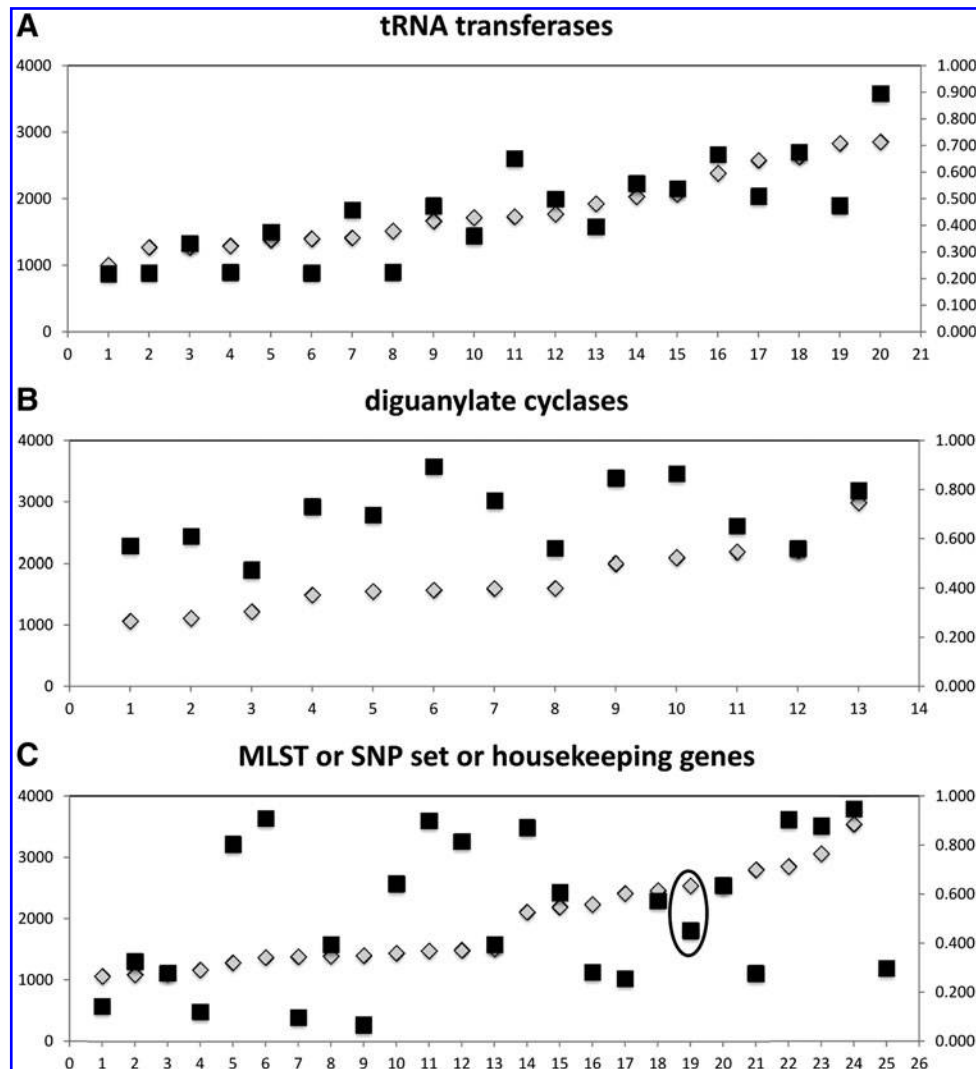 A
tRNA transferases
4000 1.000
0.900
3000 0.800
0.700
0.600
2000 0.500
0.400
1000 0.300
0.200
0.100
0 0.000
0 1 2 3 4 5 6 7 8 9 10 11 12 13 14 15 16 17 18 19 20 21
B
diguanylate cyclases
4000 1.000
3000 0.800
0.600
2000 0.400
1000 0.200
0 0.000
0 1 2 3 4 5 6 7 8 9 10 11 12 13 14
C
MLST or SNP set or housekeeping genes
4000 1.000
3000 0.800
0.600
2000 0.400
1000 0.200
0 0.000
0 1 2 3 4 5 6 7 8 9 10 11 12 13 14 15 16 17 18 19 20 21 22 23 24 25 26